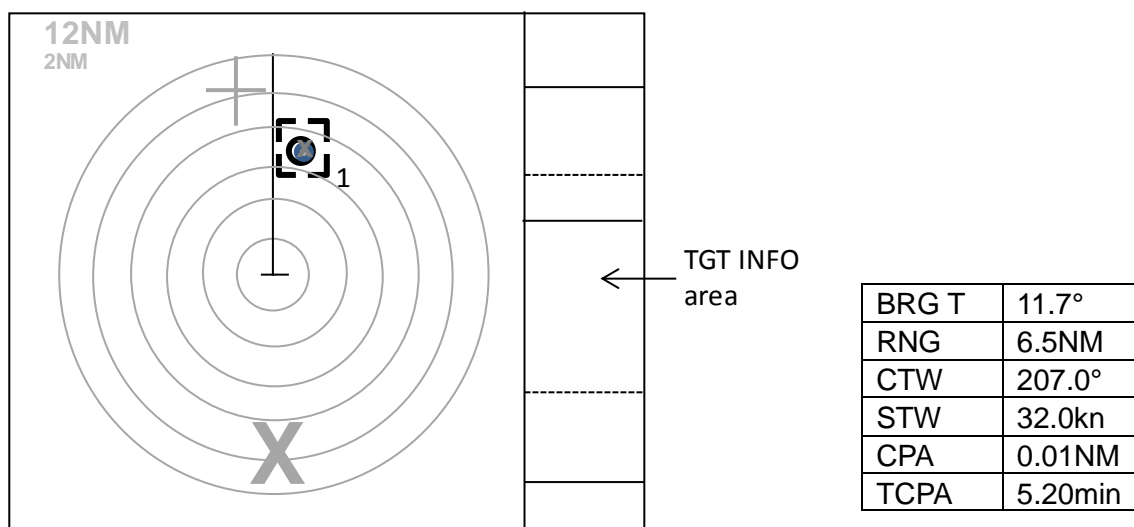 12NM
2NM
X
1
X
TGT INFO
area
BRG T 11.7°
RNG 6.5NM
CTW 207.0°
STW 32.0kn
CPA 0.01NM
TCPA 5.20min